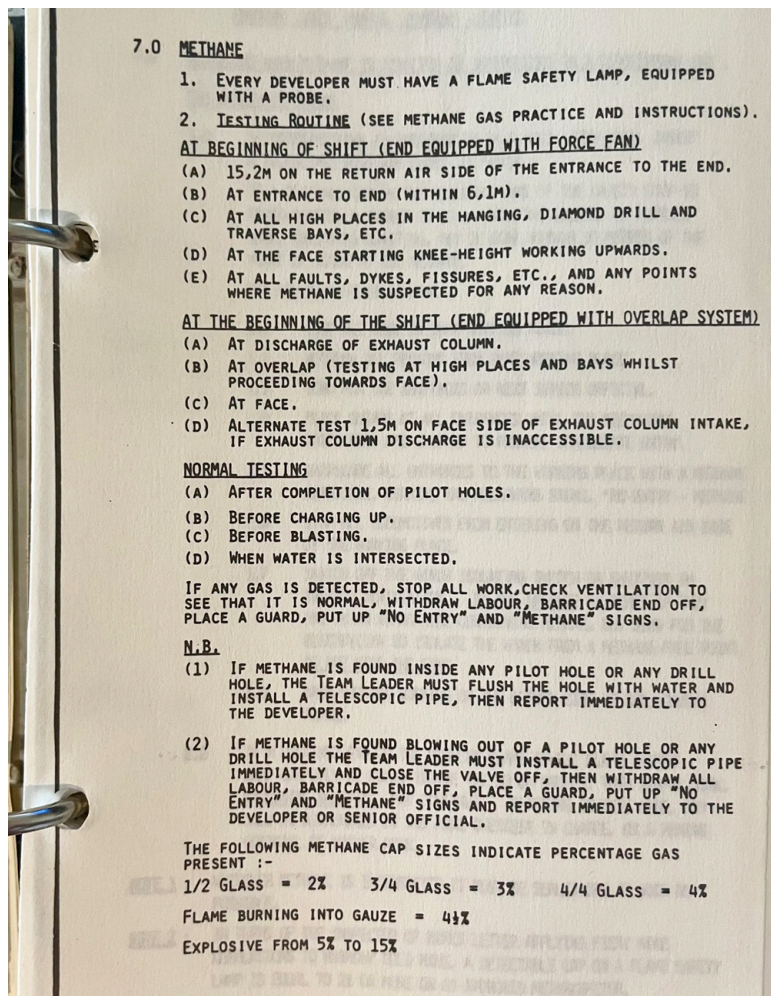 7.0 METHANE
1. EVERY DEVELOPER MUST HAVE A FLAME SAFETY LAMP, EQUIPPED
WITH A PROBE.
2. TESTING ROUTINE (SEE METHANE GAS PRACTICE AND INSTRUCTIONS).
AT BEGINNING OF SHIFT (END EQUIPPED WITH FORCE FAN)
(A) 15,2M ON THE RETURN AIR SIDE OF THE ENTRANCE TO THE END.
(B) AT ENTRANCE TO END (WITHIN 6,1M).
(C) AT ALL HIGH PLACES IN THE HANGING, DIAMOND DRILL AND
TRAVERSE BAYS, ETC.
(D) AT THE FACE STARTING KNEE-HEIGHT WORKING UPWARDS.
(E) AT ALL FAULTS, DYKES, FISSURES, ETC., AND ANY POINTS
WHERE METHANE IS SUSPECTED FOR ANY REASON.
AT THE BEGINNING OF THE SHIFT (END EQUIPPED WITH OVERLAP SYSTEM)
(A) AT DISCHARGE OF EXHAUST COLUMN.
(B) AT OVERLAP (TESTING AT HIGH PLACES AND BAYS WHILST
PROCEEDING TOWARDS FACE).
(C) AT FACE.
(D) ALTERNATE TEST 1,5M ON FACE SIDE OF EXHAUST COLUMN INTAKE,
IF EXHAUST COLUMN DISCHARGE IS INACCESSIBLE.
NORMAL TESTING
(A) AFTER COMPLETION OF PILOT HOLES.
(B) BEFORE CHARGING UP.
(C) BEFORE BLASTING.
(D) WHEN WATER IS INTERSECTED.
IF ANY GAS IS DETECTED, STOP ALL WORK,CHECK VENTILATION TO
SEE THAT IT IS NORMAL, WITHDRAW LABOUR, BARRICADE END OFF,
PLACE A GUARD, PUT UP "NO ENTRY" AND "METHANE" SIGNS.
N.B.
(1) IF METHANE IS FOUND INSIDE ANY PILOT HOLE OR ANY DRILL
HOLE, THE TEAM LEADER MUST FLUSH THE HOLE WITH WATER AND
INSTALL A TELESCOPIC PIPE, THEN REPORT IMMEDIATELY TO
THE DEVELOPER.
(2) IF METHANE IS FOUND BLOWING OUT OF A PILOT HOLE OR ANY
DRILL HOLE THE TEAM LEADER MUST INSTALL A TELESCOPIC PIPE
IMMEDIATELY AND CLOSE THE VALVE OFF, THEN WITHDRAW ALL
LABOUR, BARRICADE END OFF, PLACE A GUARD, PUT UP "NO
ENTRY" AND "METHANE" SIGNS AND REPORT IMMEDIATELY TO THE
DEVELOPER OR SENIOR OFFICIAL.
THE FOLLOWING METHANE CAP SIZES INDICATE PERCENTAGE GAS
PRESENT :-
1/2 GLASS = 2% 3/4 GLASS = 3% 4/4 GLASS = 4%
FLAME BURNING INTO GAUZE = 4½%
EXPLOSIVE FROM 5% TO 15%